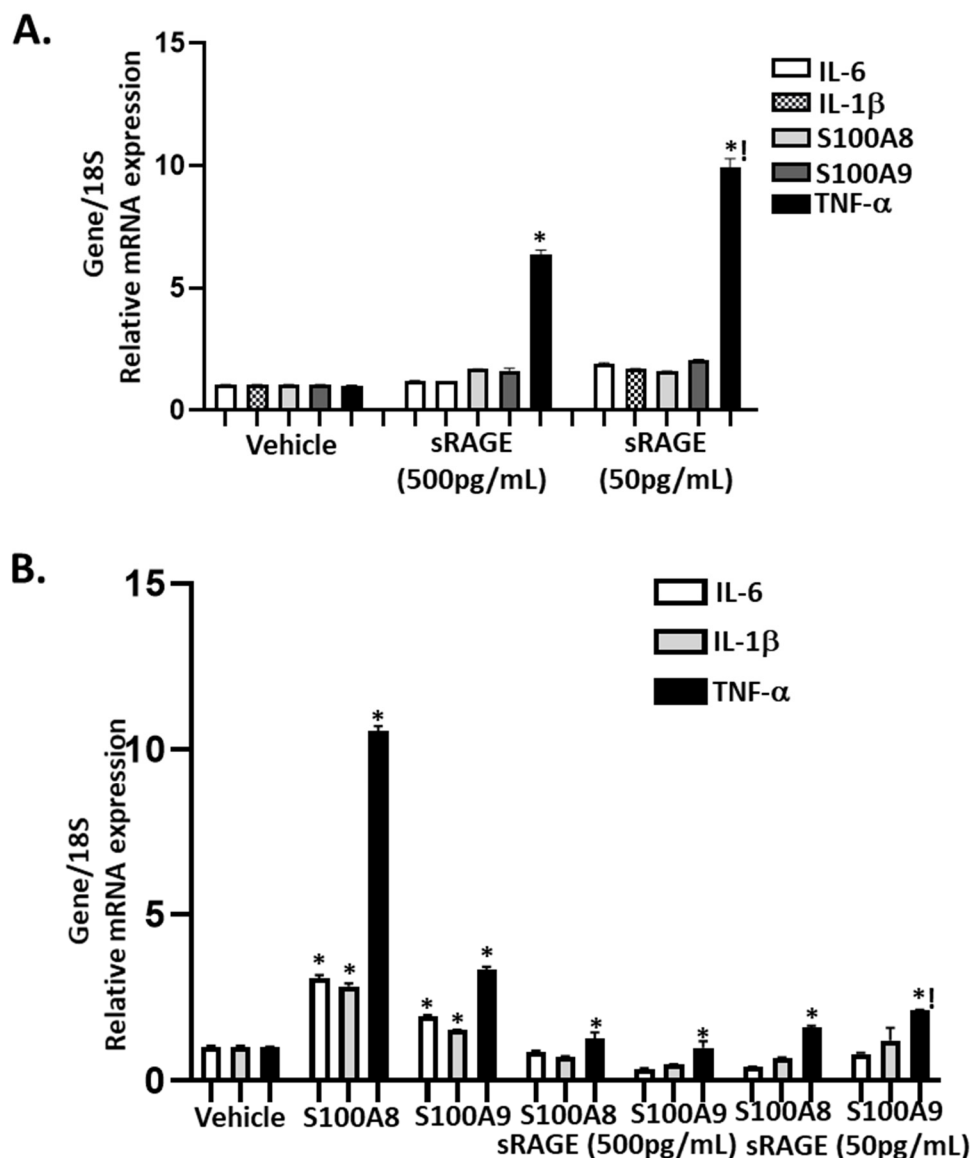 A.
15
10
5
0
Gene/18S
Relative mRNA expression
IL-6
IL-1β
S100A8
S100A9
TNF-α
*
*!
Vehicle
sRAGE
(500pg/mL)
sRAGE
(50pg/mL)
B.
15
10
5
0
Gene/18S
Relative mRNA expression
IL-6
IL-1β
TNF-α
* * *
* * *
*
*
*
*!
Vehicle S100A8 S100A9 S100A8 S100A9 S100A8 S100A9
sRAGE (500pg/mL) sRAGE (50pg/mL)